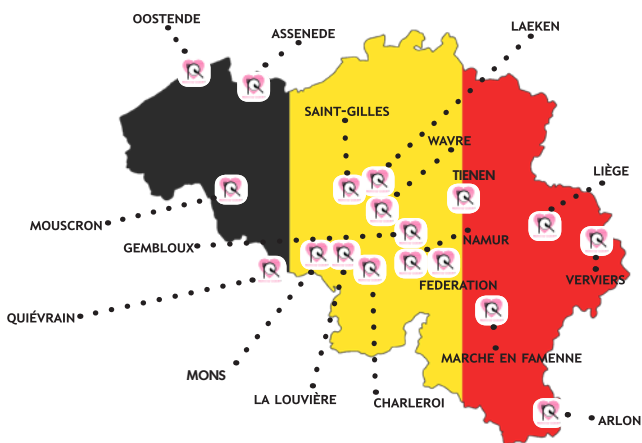 OOSTENDE
ASSENEDE
LAEKEN
SAINT-GILLES
WAVRE
TIENEN
LIÈGE
MOUSCRON
GEMBLOUX
NAMUR
VERVIERS
FEDERATION
QUIÉVRAIN
MARCHE EN FAMENNE
MONS
LA LOUVIÈRE
CHARLEROI
ARLON